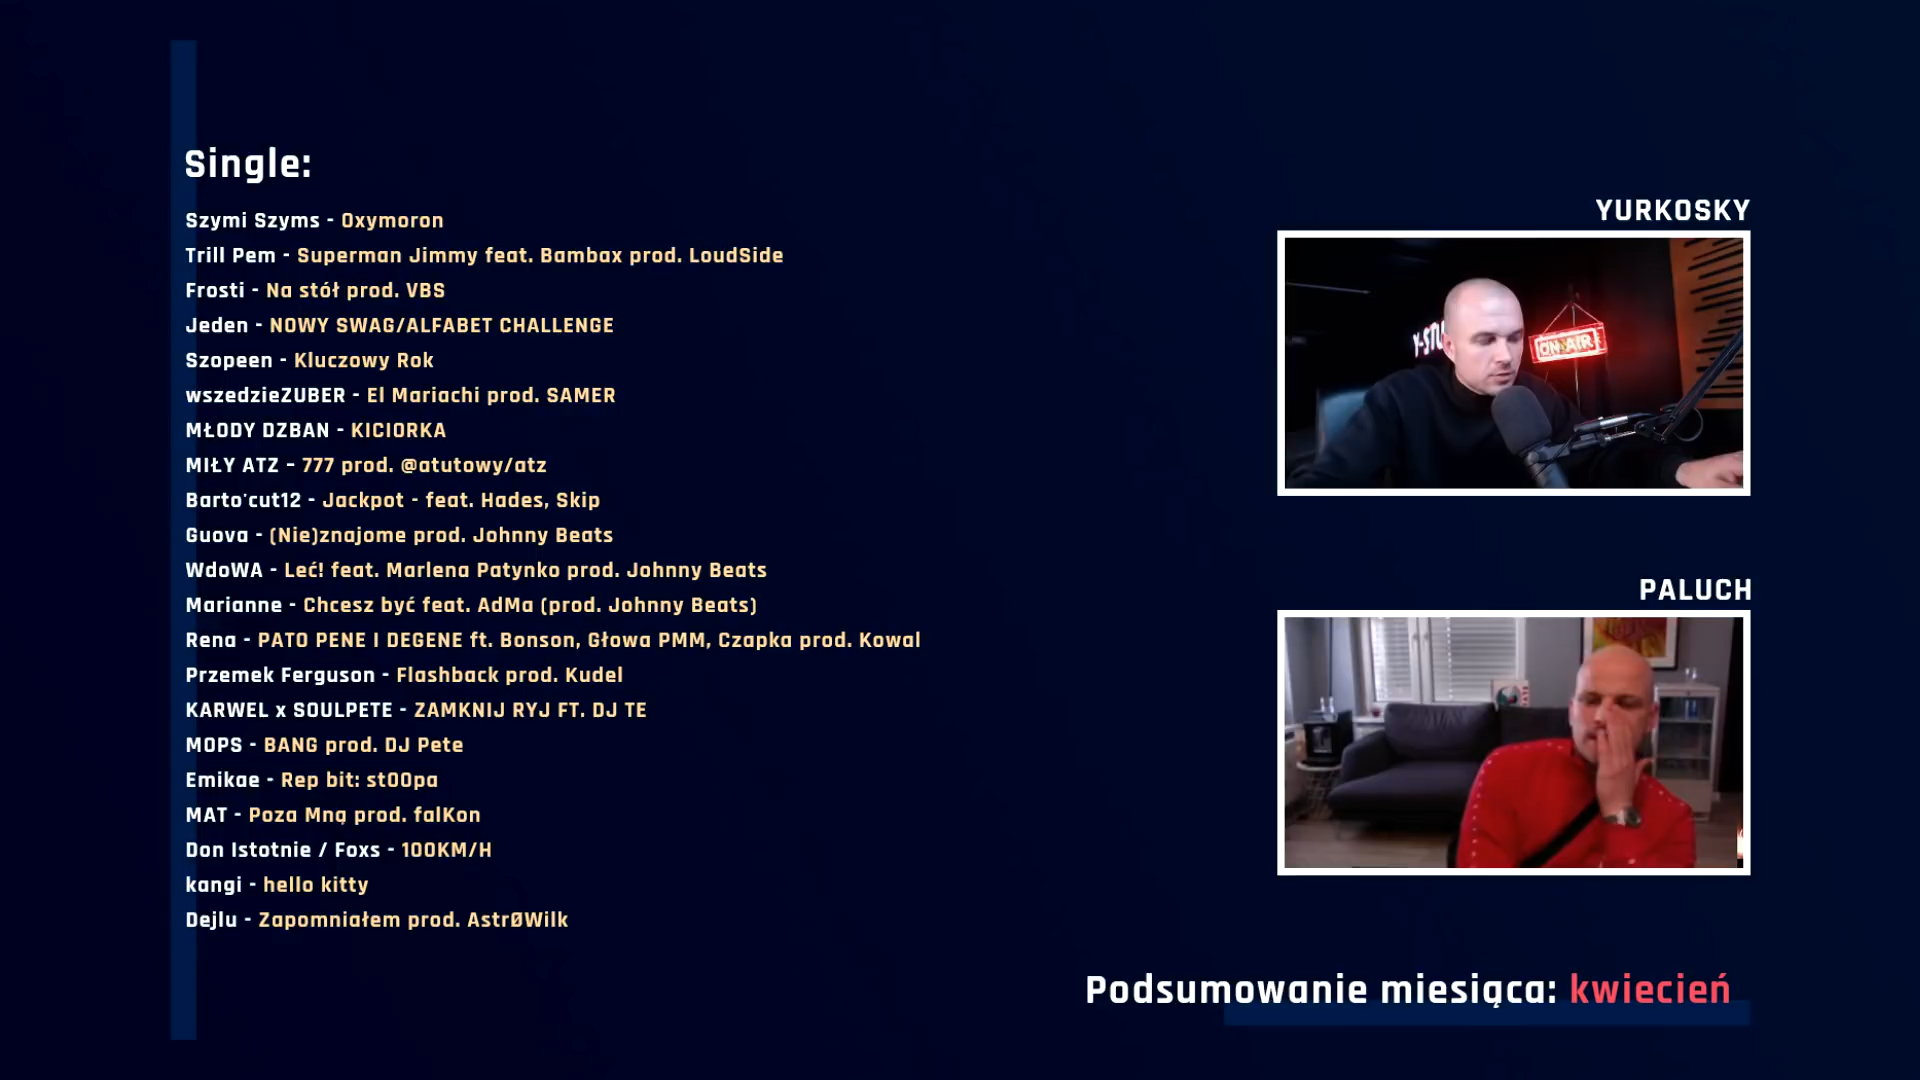 Single:
Szymi Szyms - Oxymoron
Trill Pem - Superman Jimmy feat. Bambax prod. LoudSide
Frosti - Na stół prod. VBS
Jeden - NOWY SWAG/ALFABET CHALLENGE
Szopeen - Kluczowy Rok
wszedzieZUBER - El Mariachi prod. SAMER
MŁODY DZBAN - KICIORKA
MIŁY ATZ – 777 prod. @atutowy/atz
Barto'cut12 - Jackpot - feat. Hades, Skip
Guova - (Nie)znajome prod. Johnny Beats
WdoWA - Leć! feat. Marlena Patynko prod. Johnny Beats
Marianne - Chcesz być feat. AdMa (prod. Johnny Beats)
Rena - PATO PENE I DEGENE ft. Bonson, Głowa PMM, Czapka prod. Kowal
Przemek Ferguson - Flashback prod. Kudel
KARWEL x SOULPETE - ZAMKNIJ RYJ FT. DJ TE
MOPS - BANG prod. DJ Pete
Emikae - Rep bit: st00pa
MAT - Poza Mną prod. falKon
Don Istotnie / Foxs - 100KM/H
kangi - hello kitty
Dejlu - Zapomniałem prod. AstrØWilk
YURKOSKY
Y-STU
ON AIR
PALUCH
Podsumowanie miesiąca: kwiecień